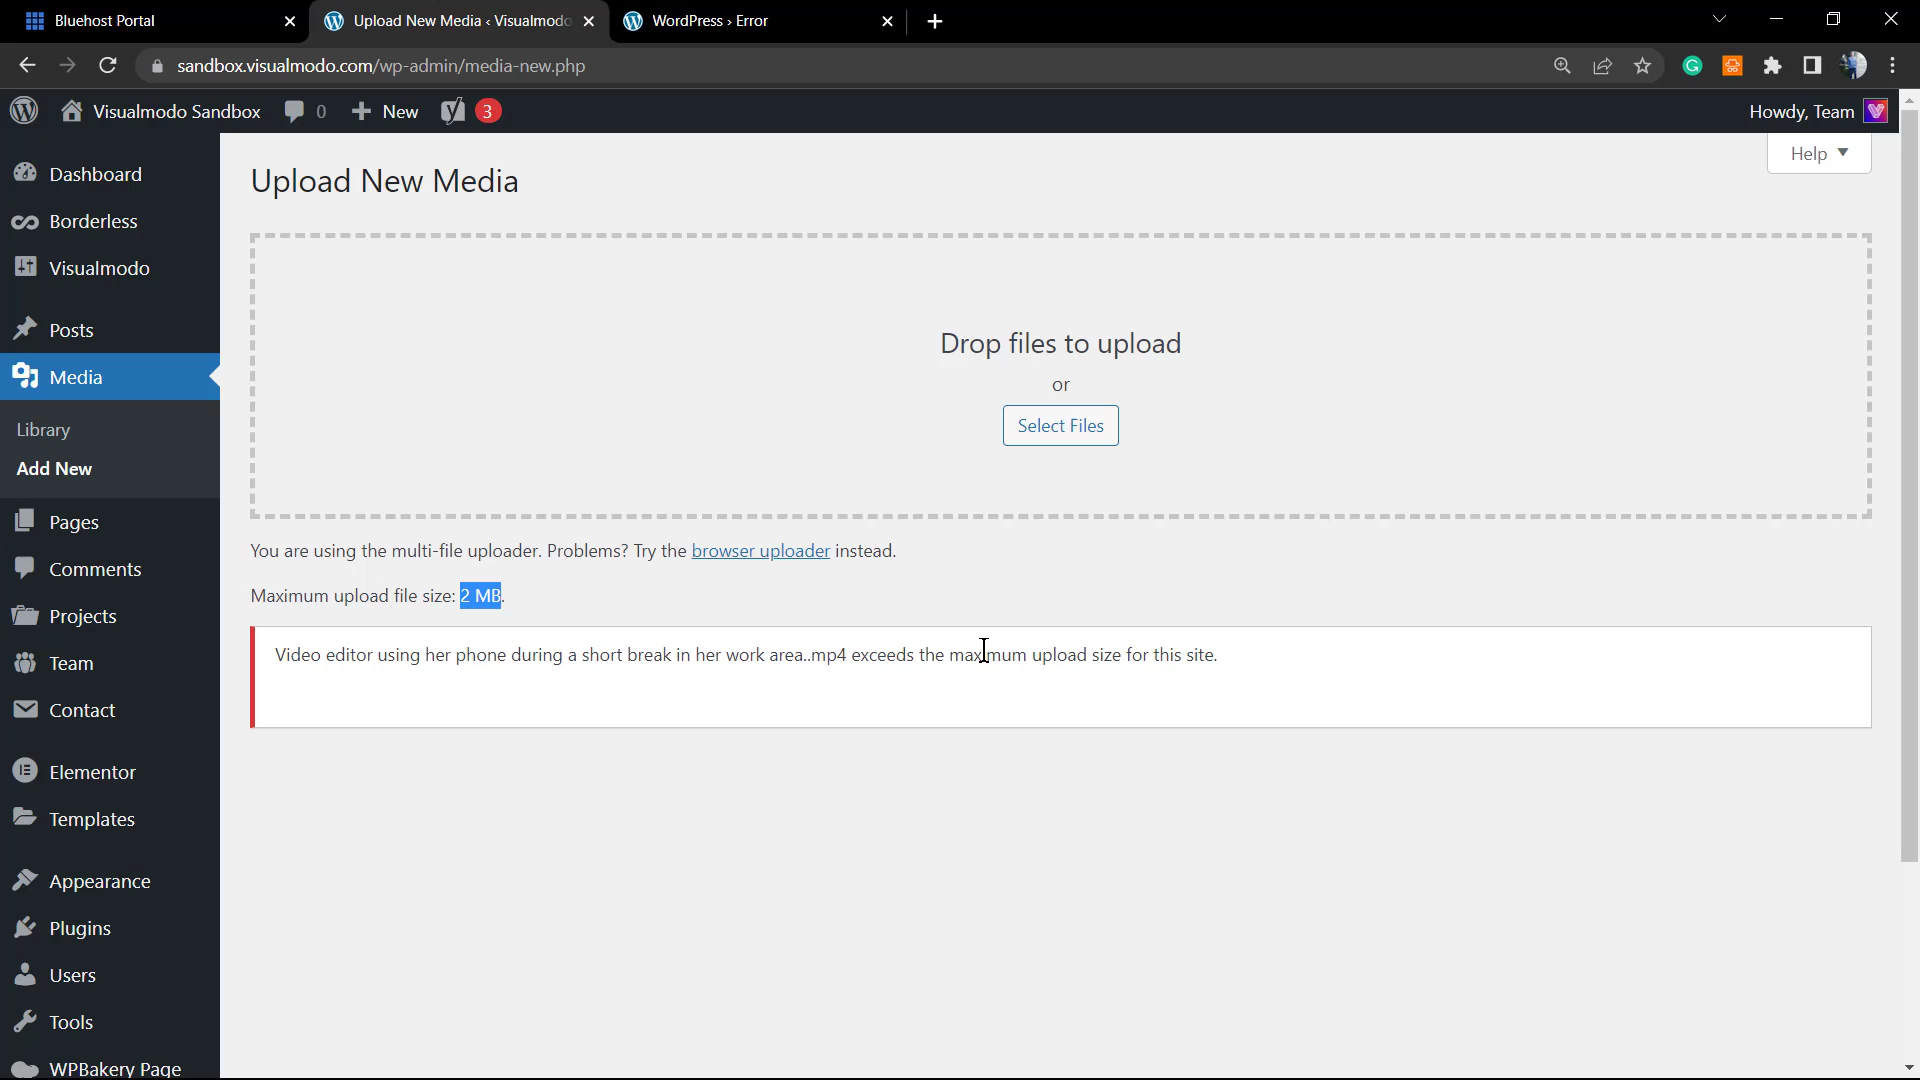 Bluehost Portal
Upload New Media ‹ Visualmodo
WordPress › Error
sandbox.visualmodo.com/wp-admin/media-new.php
Visualmodo Sandbox
0
New
3
Howdy, Team
Help
Dashboard
Borderless
Visualmodo
Posts
Media
Library
Add New
Pages
Comments
Projects
Team
Contact
Elementor
Templates
Appearance
Plugins
Users
Tools
WPBakery Page
Upload New Media
Drop files to upload
or
Select Files
You are using the multi-file uploader. Problems? Try the browser uploader instead.
Maximum upload file size: 2 MB.
Video editor using her phone during a short break in her work area..mp4 exceeds the maximum upload size for this site.